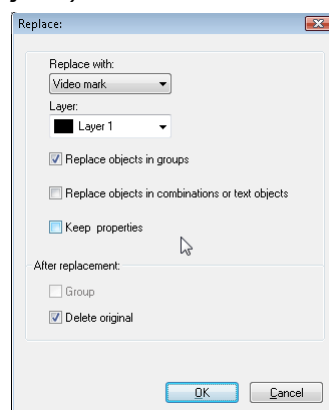 Replace:
Replace with:
Video mark
Layer:
Layer 1
Replace objects in groups
Replace objects in combinations or text objects
Keep properties
After replacement:
Group
Delete original
OK
Cancel